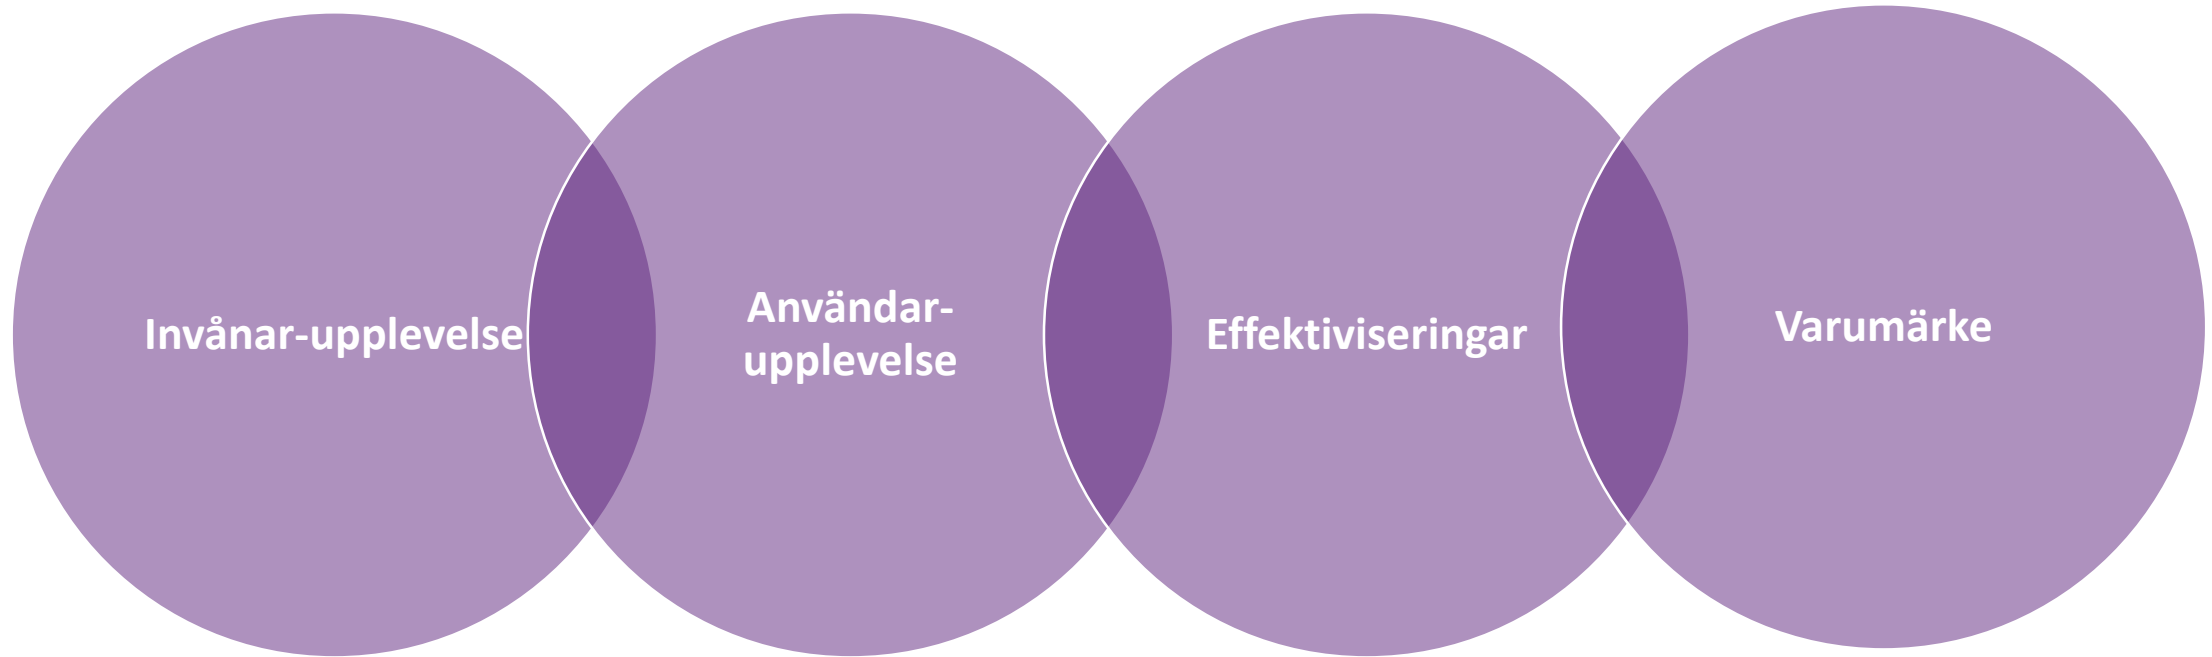 Invånar-upplevelse
Användar-
upplevelse
Effektiviseringar
Varumärke